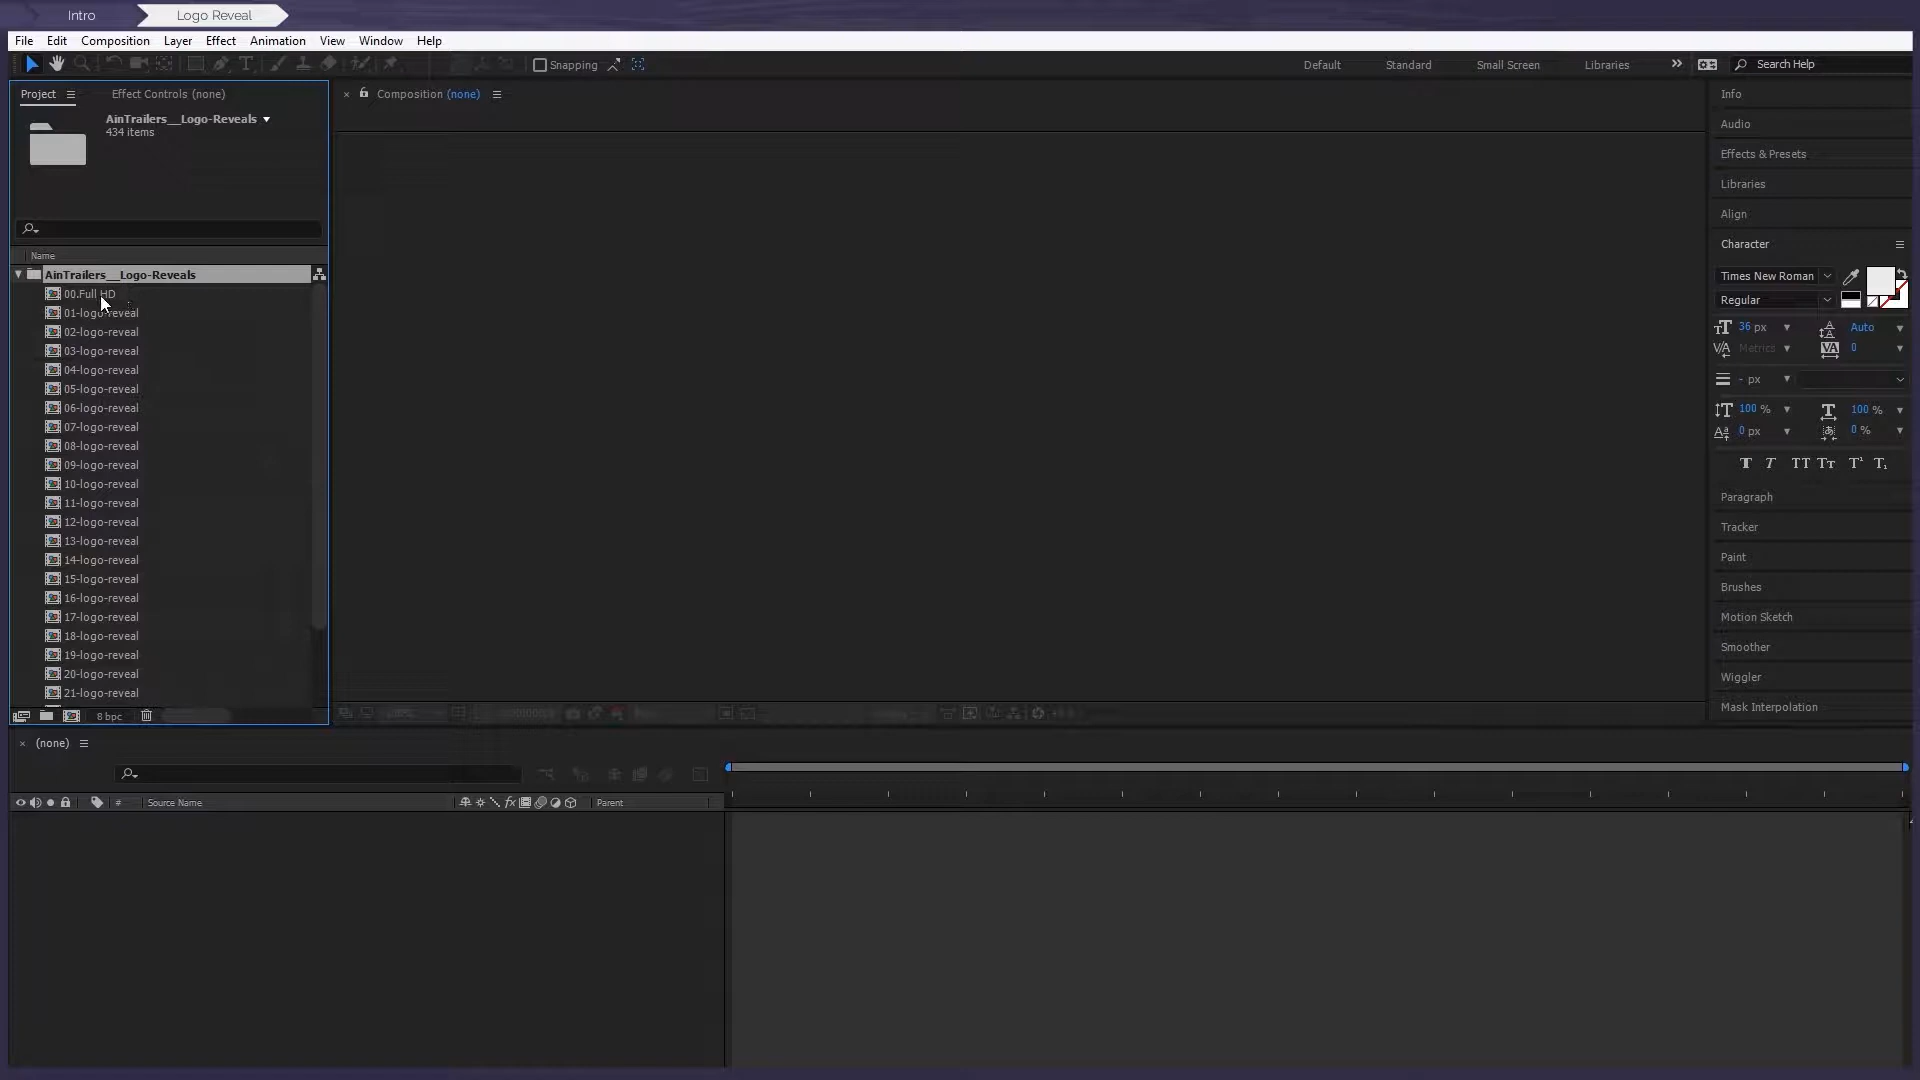 Intro
Logo Reveal
File Edit Composition Layer Effect Animation View Window Help
Snapping
Default Standard Small Screen Libraries
Search Help
Project
Effect Controls (none)
Composition (none)
AinTrailers__Logo-Reveals
434 items
Name
AinTrailers__Logo-Reveals
00.Full HD
01-logo-reveal
02-logo-reveal
03-logo-reveal
04-logo-reveal
05-logo-reveal
06-logo-reveal
07-logo-reveal
08-logo-reveal
09-logo-reveal
10-logo-reveal
11-logo-reveal
12-logo-reveal
13-logo-reveal
14-logo-reveal
15-logo-reveal
16-logo-reveal
17-logo-reveal
18-logo-reveal
19-logo-reveal
20-logo-reveal
21-logo-reveal
8 bpc
Info
Audio
Effects & Presets
Libraries
Align
Character
Times New Roman
Regular
36 px
Auto
Metrics
0
- px
100 %
100 %
0 px
0 %
Paragraph
Tracker
Paint
Brushes
Motion Sketch
Smoother
Wiggler
Mask Interpolation
(none)
# Source Name
Parent